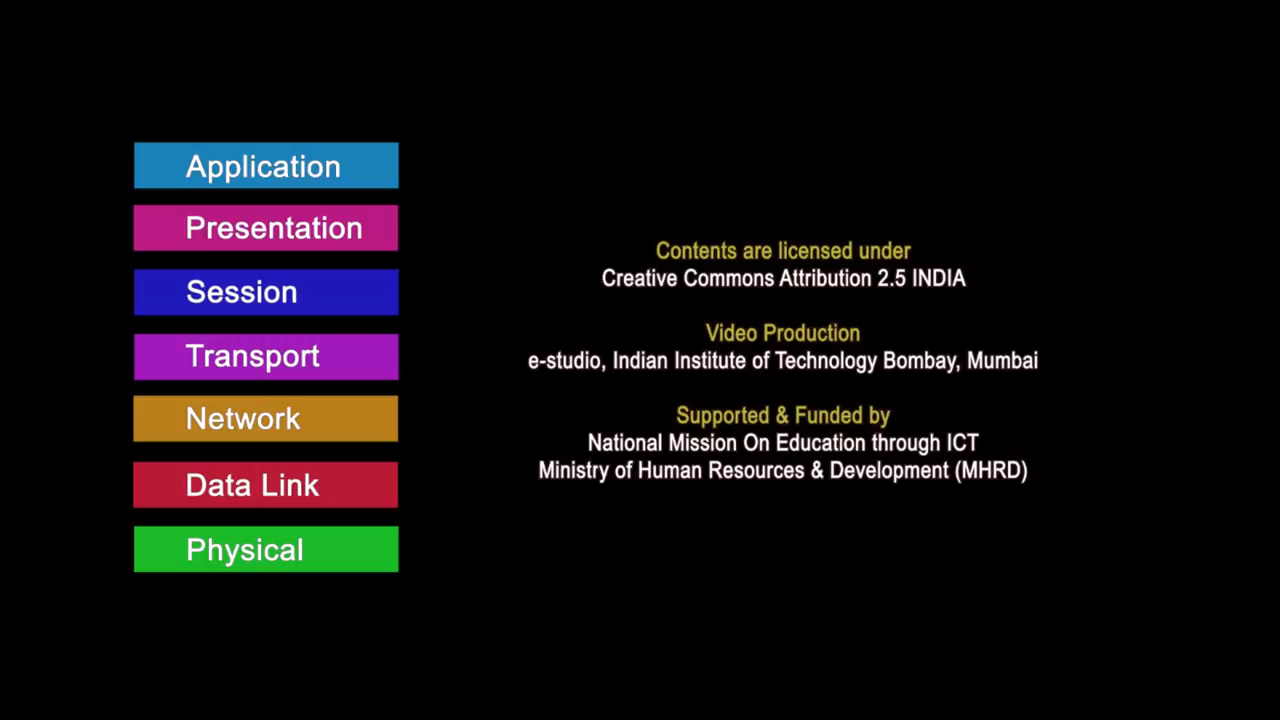 Application
Presentation
Session
Transport
Network
Data Link
Physical
Contents are licensed under
Creative Commons Attribution 2.5 INDIA
Video Production
e-studio, Indian Institute of Technology Bombay, Mumbai
Supported & Funded by
National Mission On Education through ICT
Ministry of Human Resources & Development (MHRD)